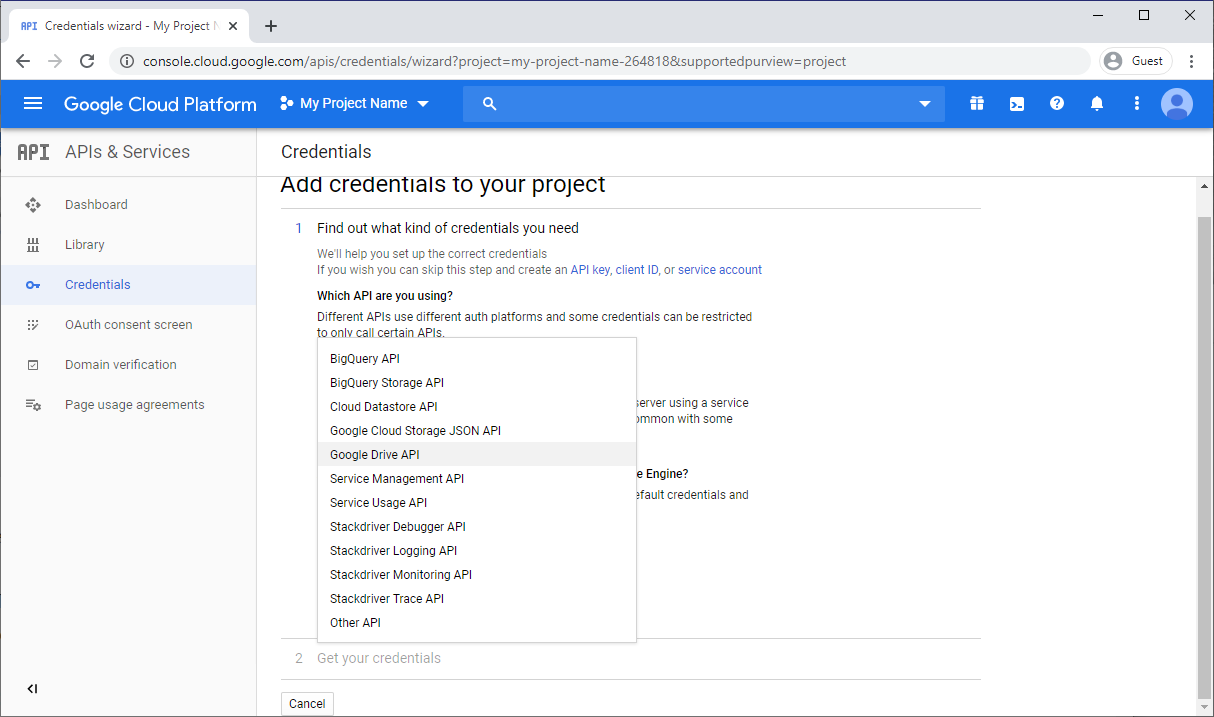 API Credentials wizard - My Project N
console.cloud.google.com/apis/credentials/wizard?project=my-project-name-264818&supportedpurview=project
Guest
Google Cloud Platform
My Project Name
API APIs & Services
Credentials
Dashboard
Library
Credentials
OAuth consent screen
Domain verification
Page usage agreements
Add credentials to your project
1 Find out what kind of credentials you need
We'll help you set up the correct credentials
If you wish you can skip this step and create an API key, client ID, or service account
Which API are you using?
Different APIs use different auth platforms and some credentials can be restricted
to only call certain APIs.
BigQuery API
BigQuery Storage API
Cloud Datastore API
server using a service
Google Cloud Storage JSON API
ommon with some
Google Drive API
Service Management API
e Engine?
Service Usage API
efault credentials and
Stackdriver Debugger API
Stackdriver Logging API
Stackdriver Monitoring API
Stackdriver Trace API
Other API
2 Get your credentials
Cancel